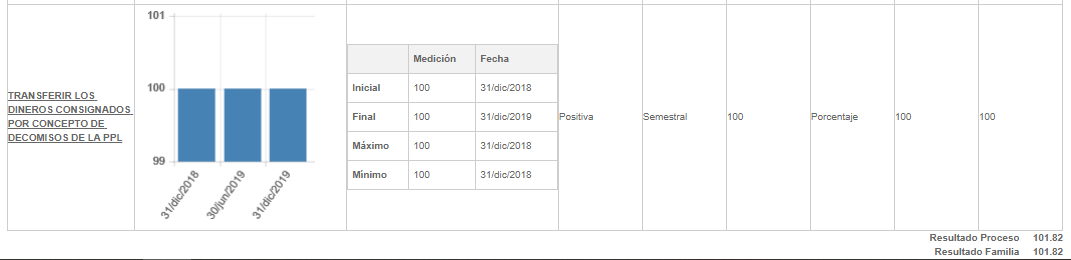 TRANSFERIR LOS
DINEROS CONSIGNADOS
POR CONCEPTO DE
DECOMISOS DE LA PPL
101
100
99
31/dic/2018
30/jun/2019
31/dic/2019
Medición Fecha
Inicial 100 31/dic/2018
Final 100 31/dic/2019
Máximo 100 31/dic/2018
Mínimo 100 31/dic/2018
Positiva Semestral 100 Porcentaje 100 100
Resultado Proceso 101.82
Resultado Familia 101.82